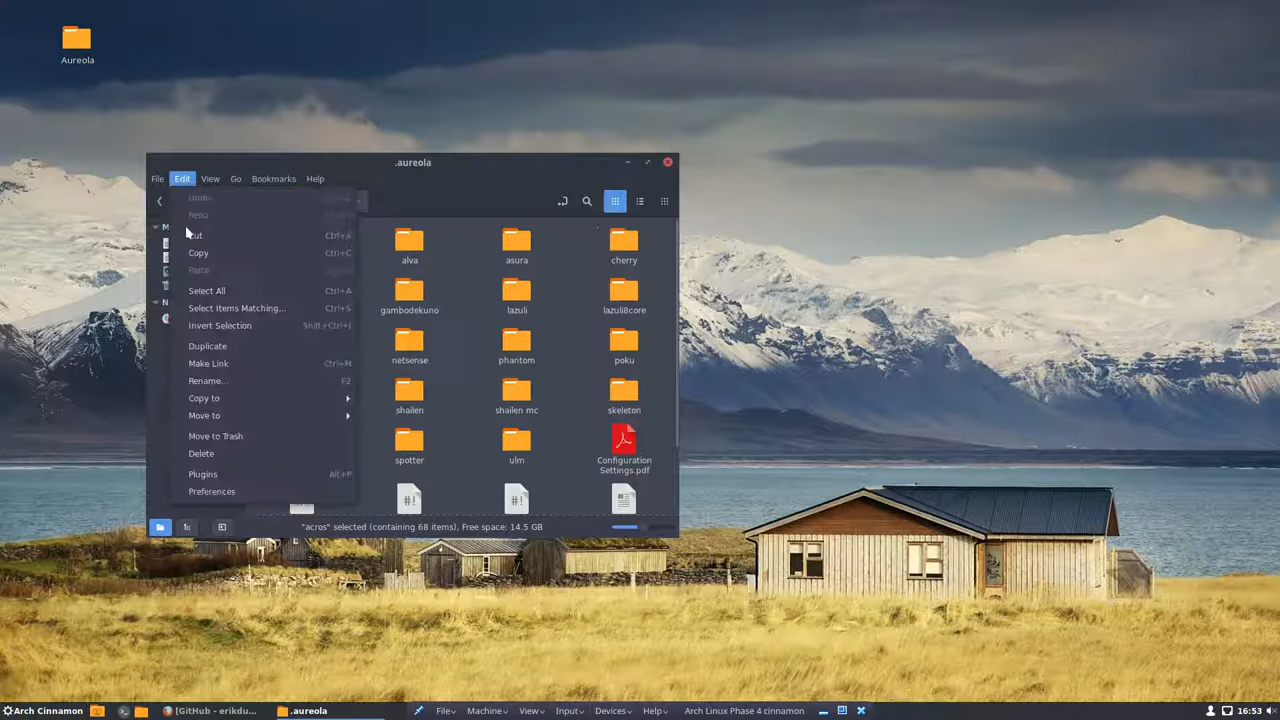 Aureola
.aureola
File Edit View Go Bookmarks Help
Undo
Redo
Cut Ctrl+X
Copy Ctrl+C
Paste
Select All Ctrl+A
Select Items Matching... Ctrl+S
Invert Selection Shift+Ctrl+I
Duplicate
Make Link Ctrl+M
Rename... F2
Copy to
Move to
Move to Trash
Delete
Plugins Alt+P
Preferences
alva asura cherry
gambodekuno lazuli lazuli8core
netsense phantom poku
shailen shailen mc skeleton
spotter ulm Configuration
Settings.pdf
#! #!
"acros" selected (containing 68 items), Free space: 14.5 GB
Arch Cinnamon [GitHub - erikdu... .aureola File Machine View Input Devices Help Arch Linux Phase 4 cinnamon 16:53